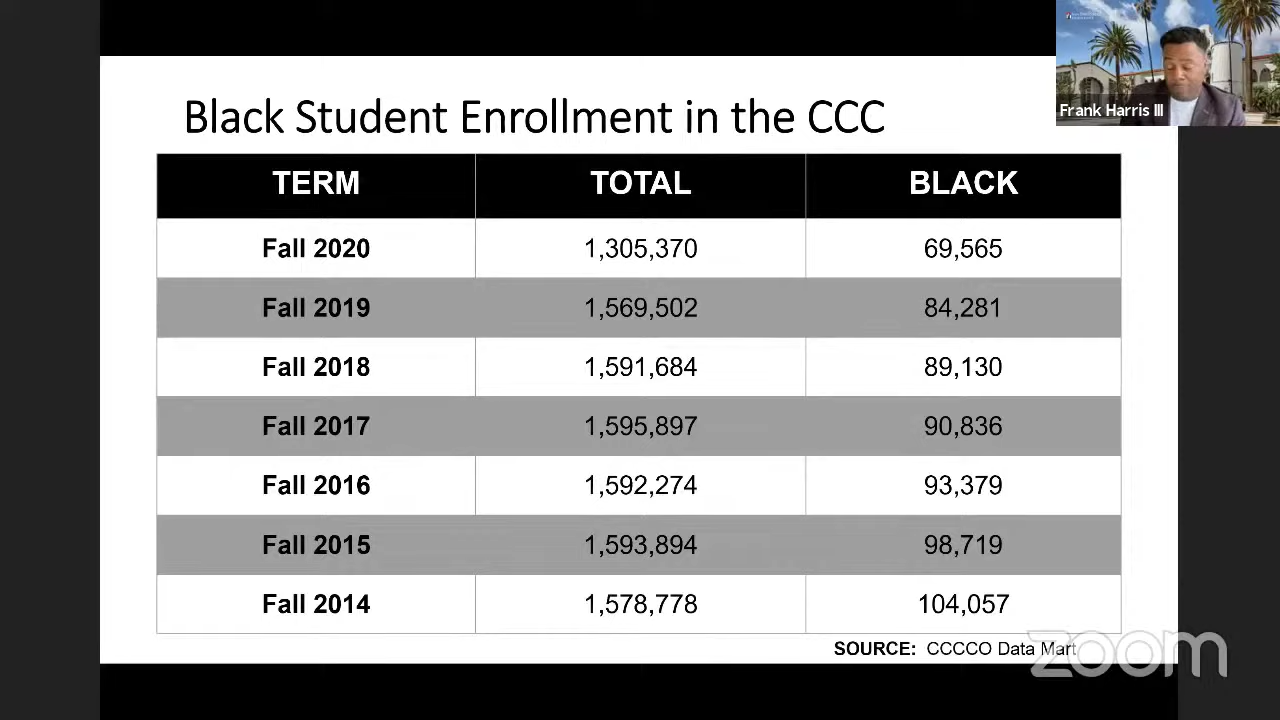 Black Student Enrollment in the CCC
Frank Harris III
TERM TOTAL BLACK
Fall 2020 1,305,370 69,565
Fall 2019 1,569,502 84,281
Fall 2018 1,591,684 89,130
Fall 2017 1,595,897 90,836
Fall 2016 1,592,274 93,379
Fall 2015 1,593,894 98,719
Fall 2014 1,578,778 104,057
SOURCE: CCCCO Data Mart
zoom